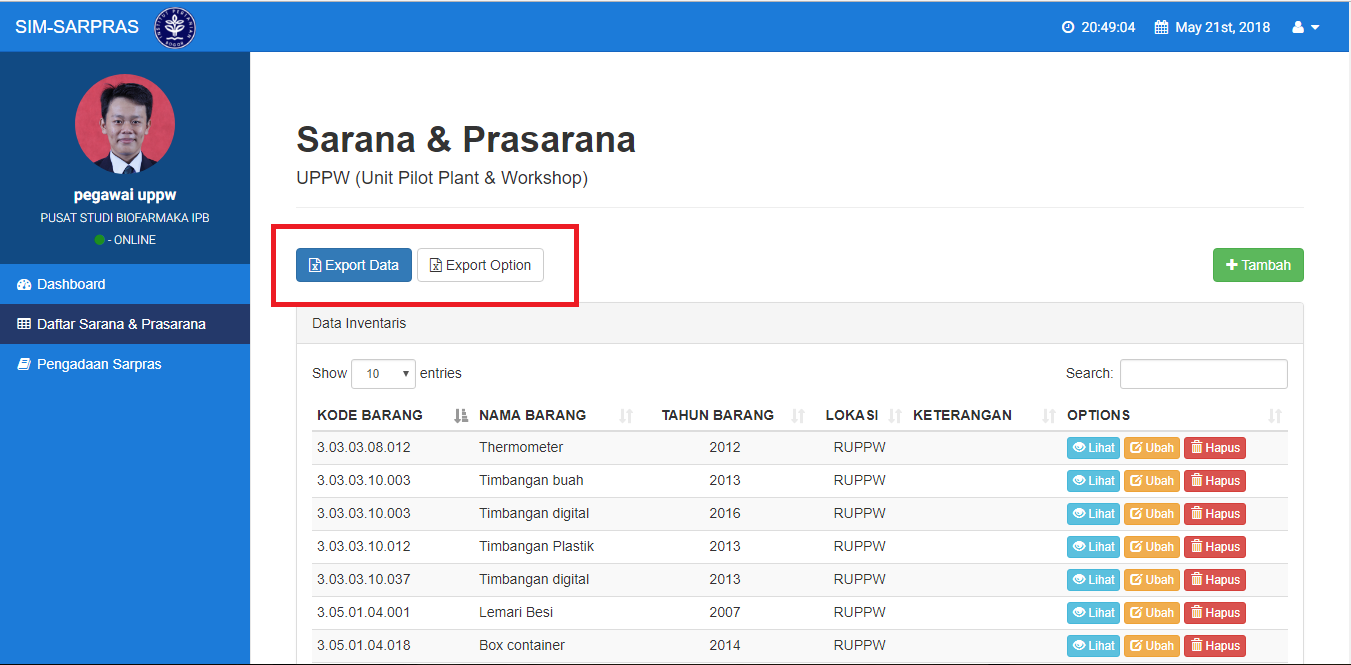 SIM-SARPRAS
INSTITUT PERTANIAN BOGOR
20:49:04 May 21st, 2018
pegawai uppw
PUSAT STUDI BIOFARMAKA IPB
- ONLINE
Dashboard
Daftar Sarana & Prasarana
Pengadaan Sarpras
Sarana & Prasarana
UPPW (Unit Pilot Plant & Workshop)
Export Data Export Option
Tambah
Data Inventaris
Show 10 entries Search:
KODE BARANG NAMA BARANG TAHUN BARANG LOKASI KETERANGAN OPTIONS
3.03.03.08.012 Thermometer 2012 RUPPW Lihat Ubah Hapus
3.03.03.10.003 Timbangan buah 2013 RUPPW Lihat Ubah Hapus
3.03.03.10.003 Timbangan digital 2016 RUPPW Lihat Ubah Hapus
3.03.03.10.012 Timbangan Plastik 2013 RUPPW Lihat Ubah Hapus
3.03.03.10.037 Timbangan digital 2013 RUPPW Lihat Ubah Hapus
3.05.01.04.001 Lemari Besi 2007 RUPPW Lihat Ubah Hapus
3.05.01.04.018 Box container 2014 RUPPW Lihat Ubah Hapus